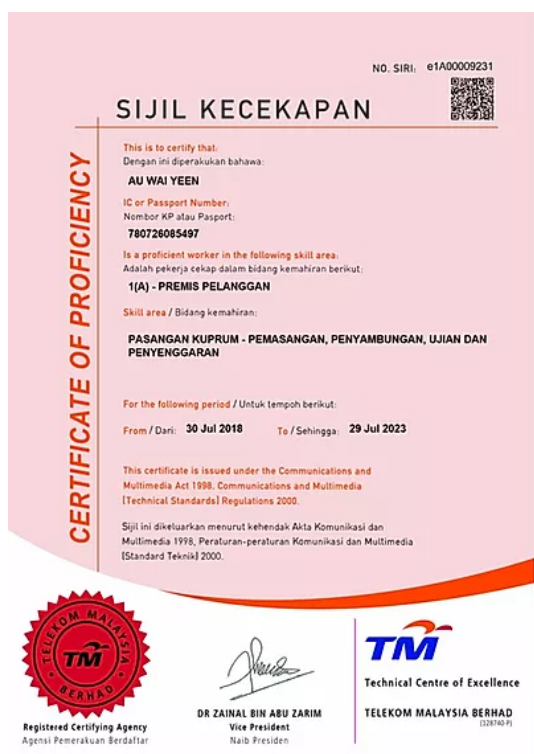 NO. SIRI: e1A00009231
SIJIL KECEKAPAN
CERTIFICATE OF PROFICIENCY
This is to certify that:
Dengan ini diperakukan bahawa:
AU WAI YEEN
IC or Passport Number:
Nombor KP atau Pasport:
780726085497
Is a proficient worker in the following skill area:
Adalah pekerja cekap dalam bidang kemahiran berikut:
1(A) - PREMIS PELANGGAN
Skill area / Bidang kemahiran:
PASANGAN KUPRUM - PEMASANGAN, PENYAMBUNGAN, UJIAN DAN
PENYENGGARAN
For the following period / Untuk tempoh berikut:
From / Dari: 30 Jul 2018 To / Sehingga: 29 Jul 2023
This certificate is issued under the Communications and
Multimedia Act 1998. Communications and Multimedia
(Technical Standards) Regulations 2000.
Sijil ini dikeluarkan menurut kehendak Akta Komunikasi dan
Multimedia 1998, Peraturan-peraturan Komunikasi dan Multimedia
(Standard Teknik) 2000.
TELEKOM MALAYSIA
TM
BERHAD
Registered Certifying Agency
Agensi Pemerakuan Berdaftar
DR ZAINAL BIN ABU ZARIM
Vice President
Naib Presiden
TM
Technical Centre of Excellence
TELEKOM MALAYSIA BERHAD
(328740-P)